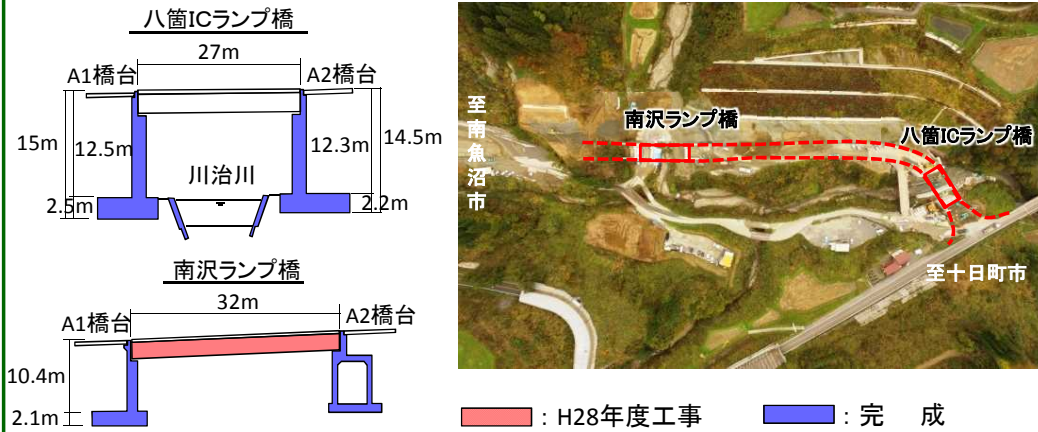 八箇ICランプ橋
27m
A1橋台
A2橋台
15m
12.5m
12.3m
14.5m
川治川
2.5m
2.2m
南沢ランプ橋
32m
A1橋台
A2橋台
10.4m
2.1m
至南魚沼市
南沢ランプ橋
八箇ICランプ橋
至十日町市
：H28年度工事
：完　成